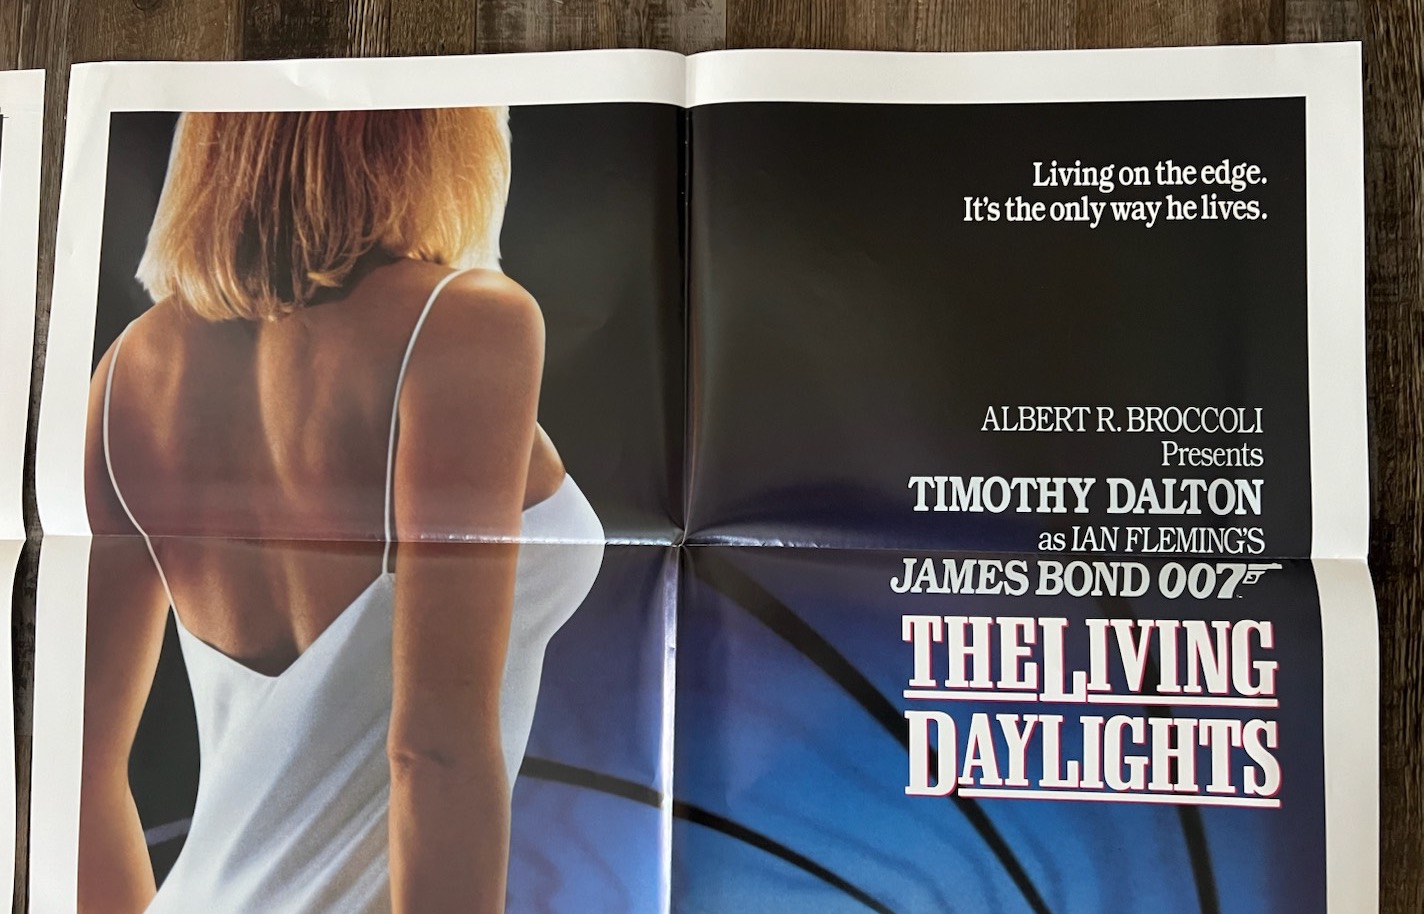 Living on the edge.
It's the only way he lives.
ALBERT R. BROCCOLI
Presents
TIMOTHY DALTON
as IAN FLEMING'S
JAMES BOND 007
THE LIVING
DAYLIGHTS